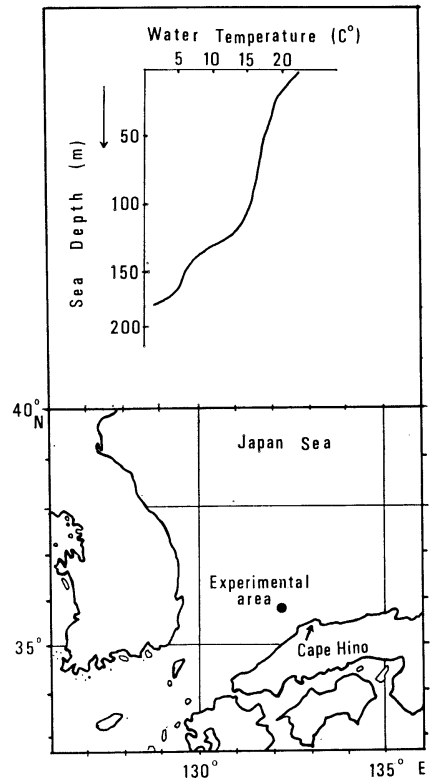 Water Temperature (C°)
5 10 15 20
Sea Depth (m)
50
100
150
200
40°
N
Japan Sea
Experimental
area
Cape Hino
35°
130° 135° E